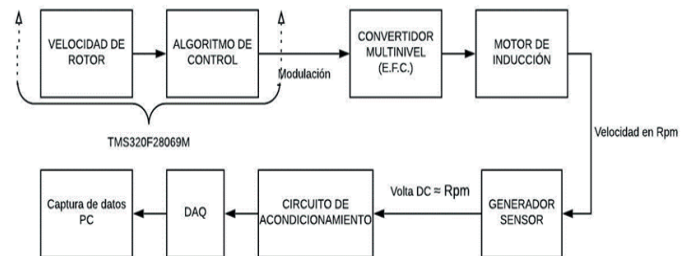 VELOCIDAD DE
ROTOR
ALGORITMO DE
CONTROL
Modulación
CONVERTIDOR
MULTINIVEL
(E.F.C.)
MOTOR DE
INDUCCIÓN
TMS320F28069M
Velocidad en Rpm
Captura de datos
PC
DAQ
CIRCUITO DE
ACONDICIONAMIENTO
Volta DC ≈ Rpm
GENERADOR
SENSOR